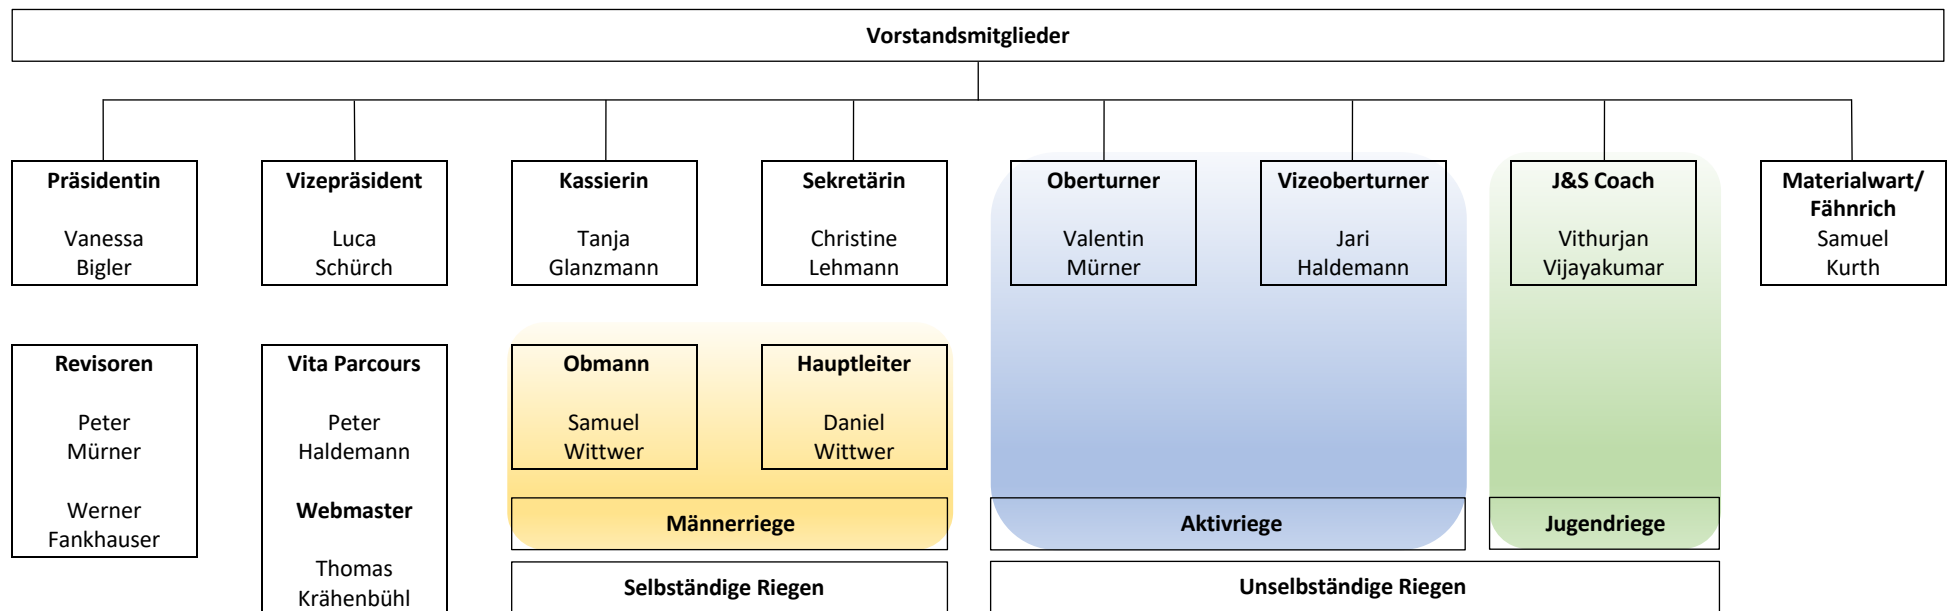 Vorstandsmitglieder
Präsidentin
Vanessa
Bigler
Vizepräsident
Luca
Schürch
Kassierin
Tanja
Glanzmann
Sekretärin
Christine
Lehmann
Oberturner
Valentin
Mürner
Vizeoberturner
Jari
Haldemann
J&S Coach
Vithurjan
Vijayakumar
Materialwart/
Fähnrich
Samuel
Kurth
Revisoren
Peter
Mürner
Werner
Fankhauser
Vita Parcours
Peter
Haldemann
Webmaster
Thomas
Krähenbühl
Obmann
Samuel
Wittwer
Hauptleiter
Daniel
Wittwer
Männerriege
Aktivriege
Jugendriege
Selbständige Riegen
Unselbständige Riegen